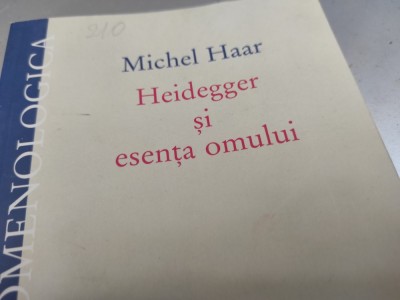 210
Michel Haar
Heidegger
și
esența omului
OMENOLOGICA